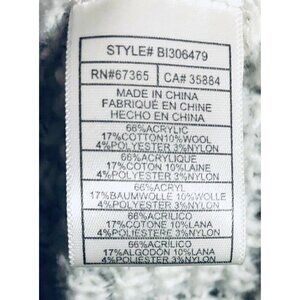 STYLE# BI306479
RN#67365 CA# 35884
MADE IN CHINA
FABRIQUÉ EN CHINE
HECHO EN CHINA
66%ACRYLIC
17%COTTON10%WOOL
4%POLYESTER 3%NYLON
66%ACRYLIQUE
17%COTON 10%LAINE
4%POLYESTER 3%NYLON
66%ACRYL
17%BAUMWOLLE 10%WOLLE
4%POLYESTER 3%NYLON
66%ACRILICO
17%COTONE 10%LANA
4%POLIESTERE 3%NYLON
66%ACRILICO
17%ALGODÓN 10%LANA
4%POLIESTER 3%NYLON